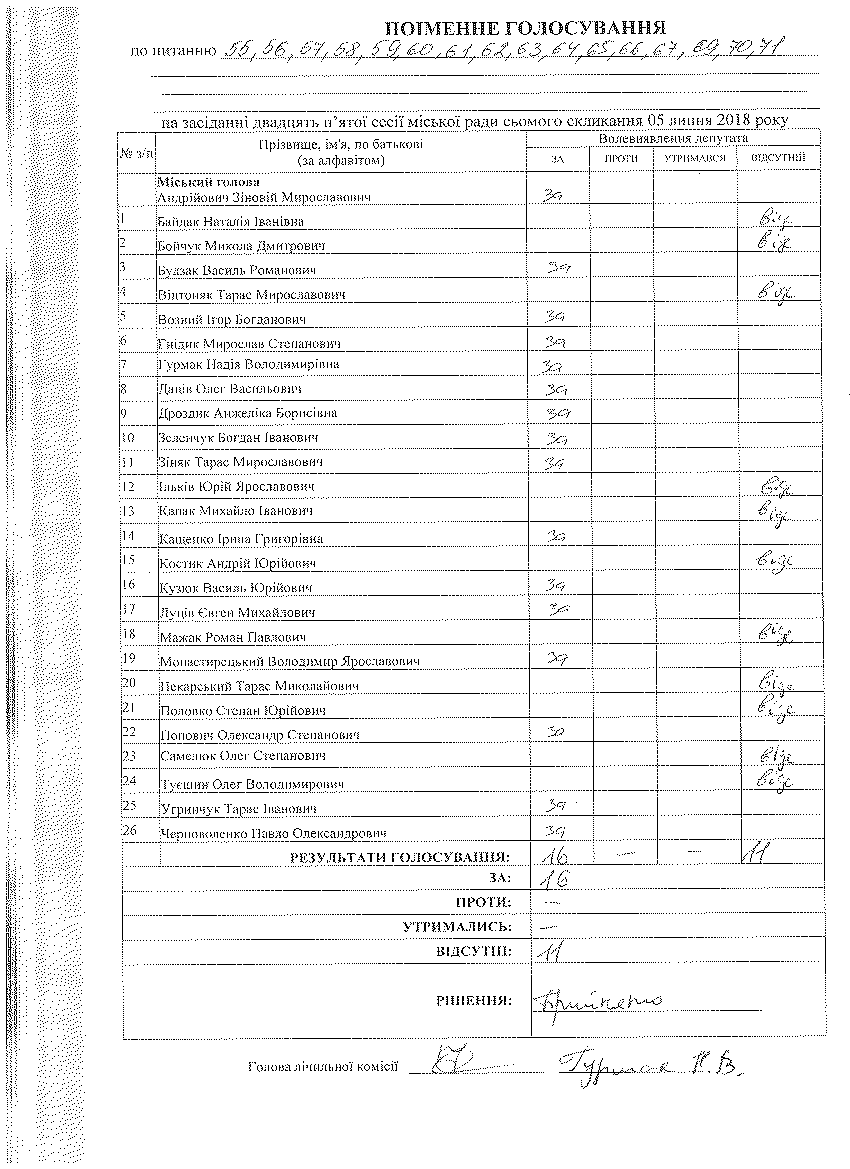 ПОІМЕННЕ ГОЛОСУВАННЯ
по питанню 55, 56, 57, 58, 59, 60, 61, 62, 63, 64, 65, 66, 67, 69, 70, 71
на засіданні двадцять п'ятої сесії міської ради сьомого скликання 05 липня 2018 року
№ з/п Прізвище, ім'я, по батькові (за алфавітом) Волевиявлення депутата
ЗА ПРОТИ УТРИМАВСЯ ВІДСУТНІЙ
Міський голова
Андрійович Зіновій Мирославович за
1 Байдак Наталія Іванівна відс
2 Бойчук Микола Дмитрович відс
3 Будзак Василь Романович за
4 Віштоняк Тарас Мирославович відс
5 Возний Ігор Богданович за
6 Гнідик Мирослав Степанович за
7 Гурмак Надія Володимирівна за
8 Даців Олег Васильович за
9 Дроздик Анжеліка Борисівна за
10 Зеленчук Богдан Іванович за
11 Зіняк Тарас Мирославович за
12 Ільків Юрій Ярославович відс
13 Капак Михайло Іванович відс
14 Кащенко Ірина Григорівна за
15 Костик Андрій Юрійович відс
16 Кузюк Василь Юрійович за
17 Луців Євген Михайлович за
18 Мажак Роман Павлович відс
19 Монастирецький Володимир Ярославович за
20 Пекарський Тарас Миколайович відс
21 Половко Степан Юрійович відс
22 Попович Олександр Степанович за
23 Самелюк Олег Степанович відс
24 Туєшин Олег Володимирович відс
25 Угринчук Тарас Іванович за
26 Черноволенко Павло Олександрович за
РЕЗУЛЬТАТИ ГОЛОСУВАННЯ: 16 — — 11
ЗА: 16
ПРОТИ: —
УТРИМАЛИСЬ: —
ВІДСУТНІ: 11
РІШЕННЯ: Прийнято
Голова лічильної комісії Гурмак Н.В.